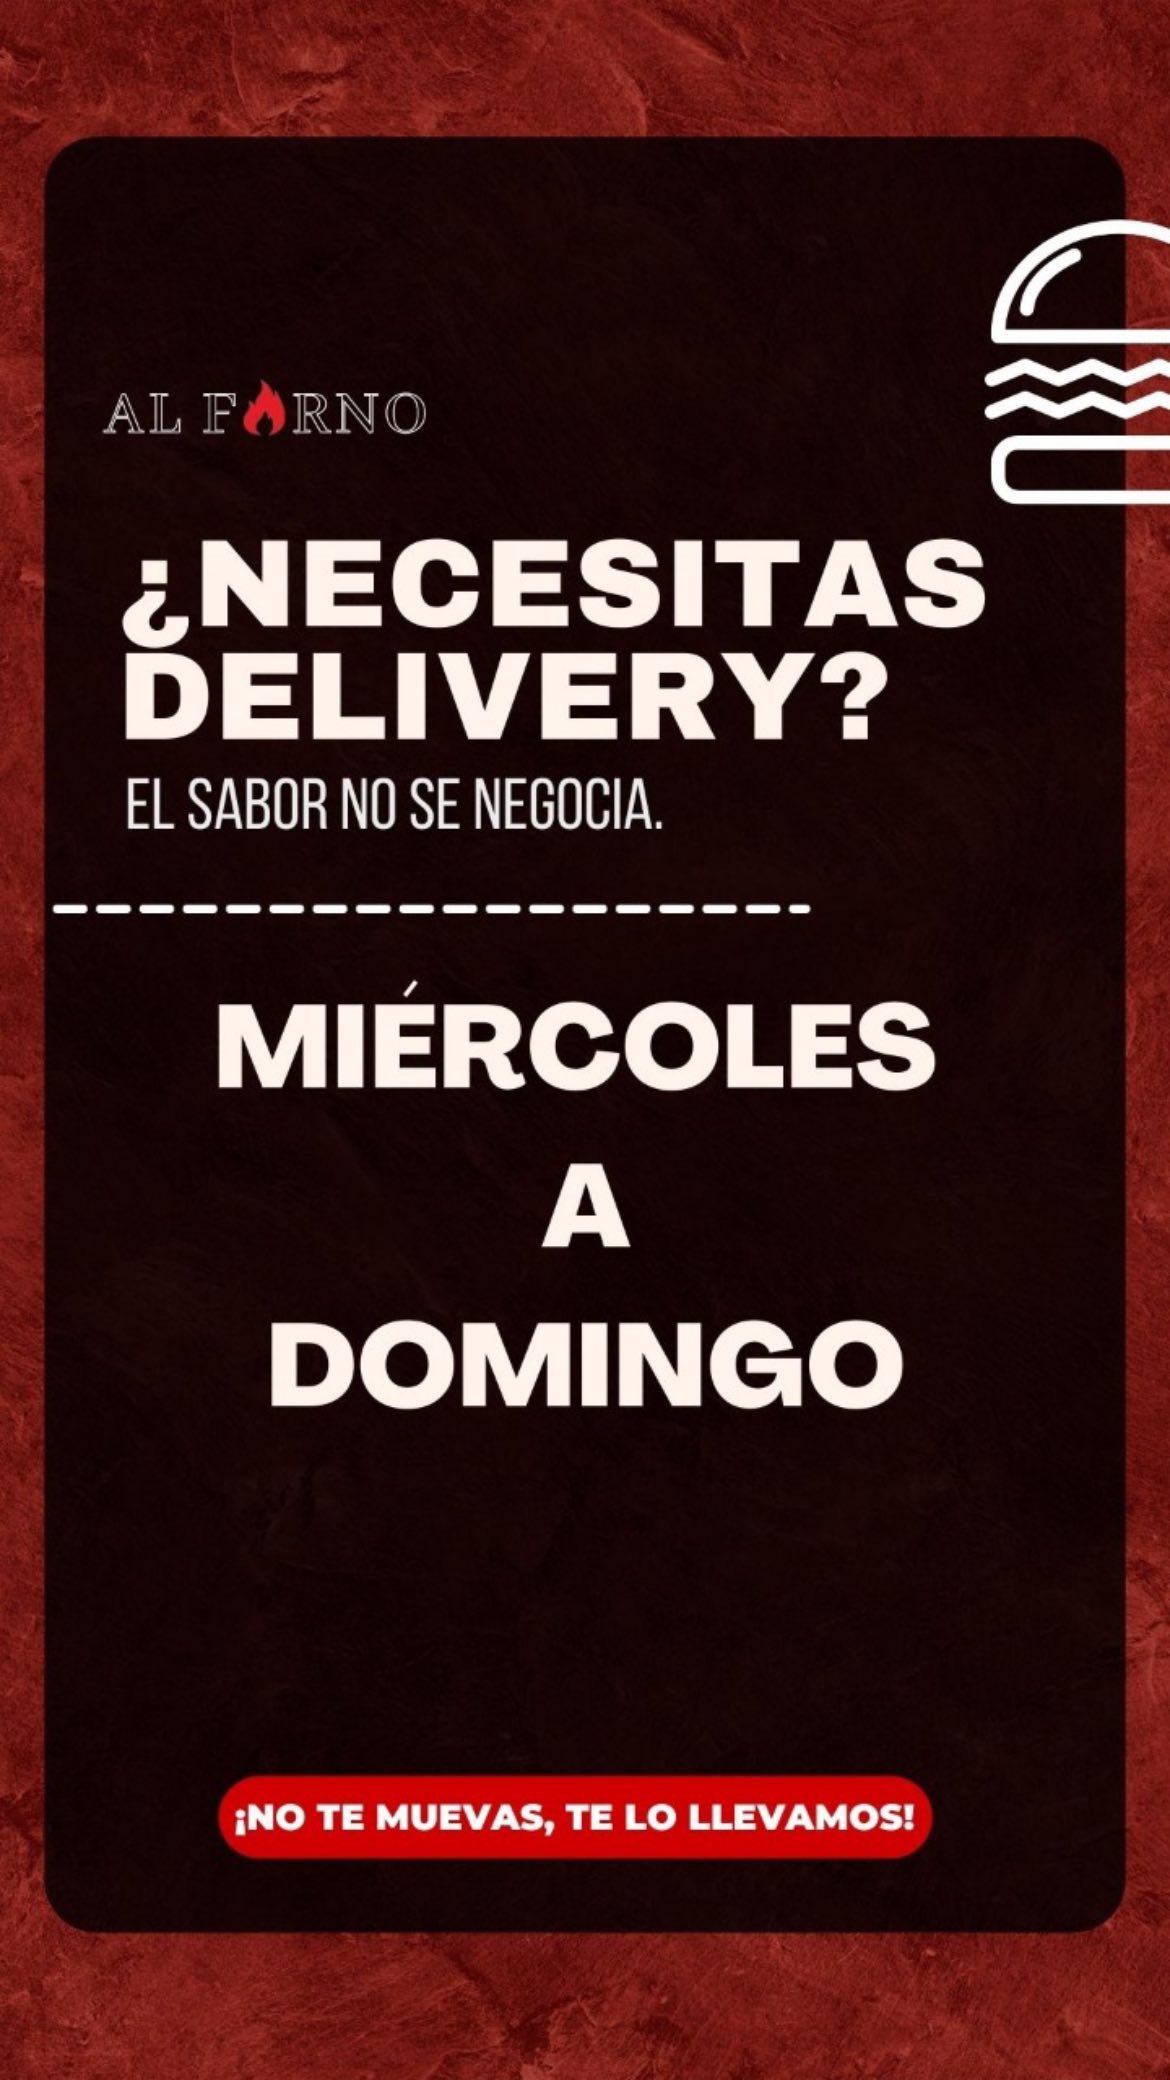 AL FORNO
¿NECESITAS
DELIVERY?
EL SABOR NO SE NEGOCIA.
MIÉRCOLES
A
DOMINGO
¡NO TE MUEVAS, TE LO LLEVAMOS!